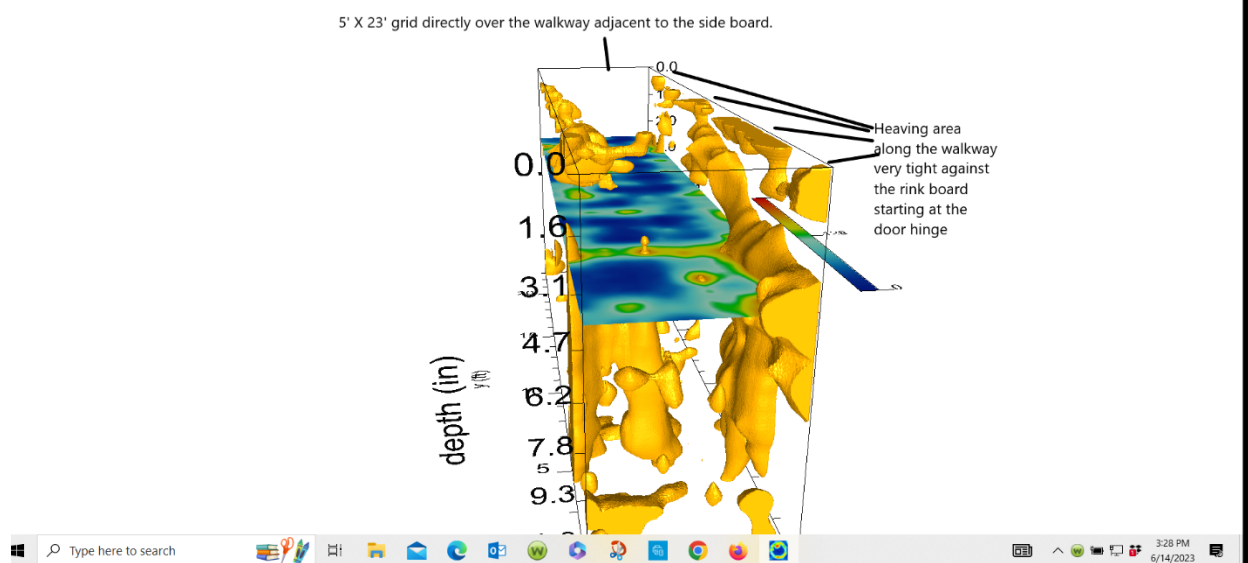 5' X 23' grid directly over the walkway adjacent to the side board.
0.0
Heaving area
along the walkway
very tight against
the rink board
starting at the
door hinge
0.0
1.6
3.1
4.7
6.2
7.8
5
9.3
depth (in)
y (ft)
0
Type here to search
3:28 PM
6/14/2023